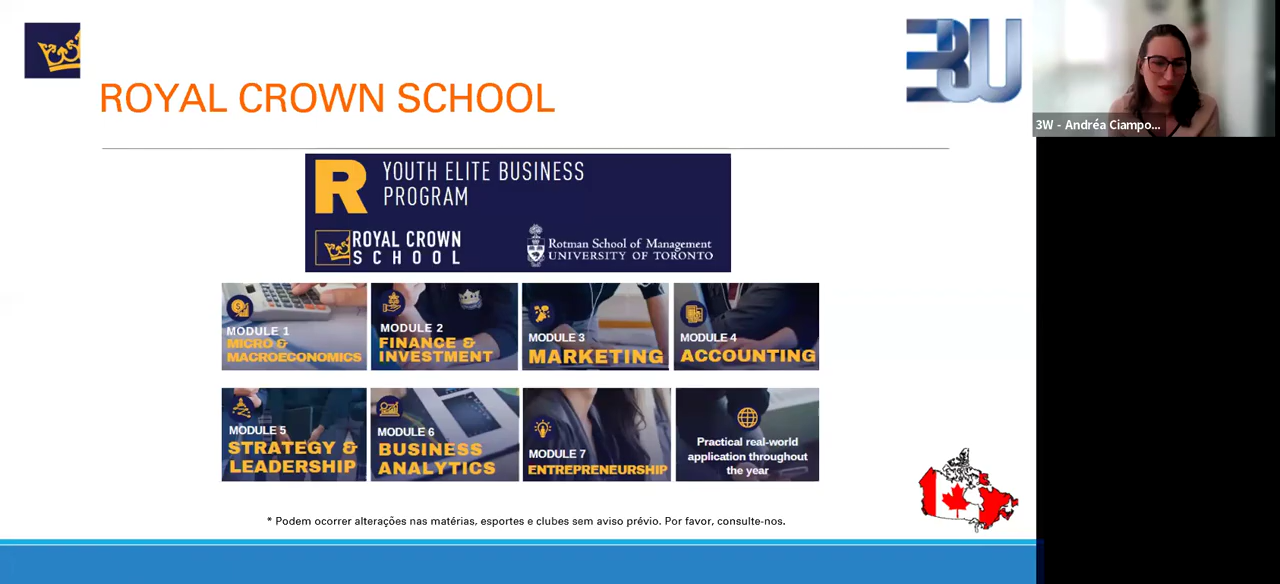 3W
3W - Andréa Ciampo...
ROYAL CROWN SCHOOL
R
YOUTH ELITE BUSINESS
PROGRAM
ROYAL CROWN
SCHOOL
Rotman School of Management
UNIVERSITY OF TORONTO
MODULE 1
MICRO &
MACROECONOMICS
MODULE 2
FINANCE &
INVESTMENT
MODULE 3
MARKETING
MODULE 4
ACCOUNTING
MODULE 5
STRATEGY &
LEADERSHIP
MODULE 6
BUSINESS
ANALYTICS
MODULE 7
ENTREPRENEURSHIP
Practical real-world
application throughout
the year
* Podem ocorrer alterações nas matérias, esportes e clubes sem aviso prévio. Por favor, consulte-nos.